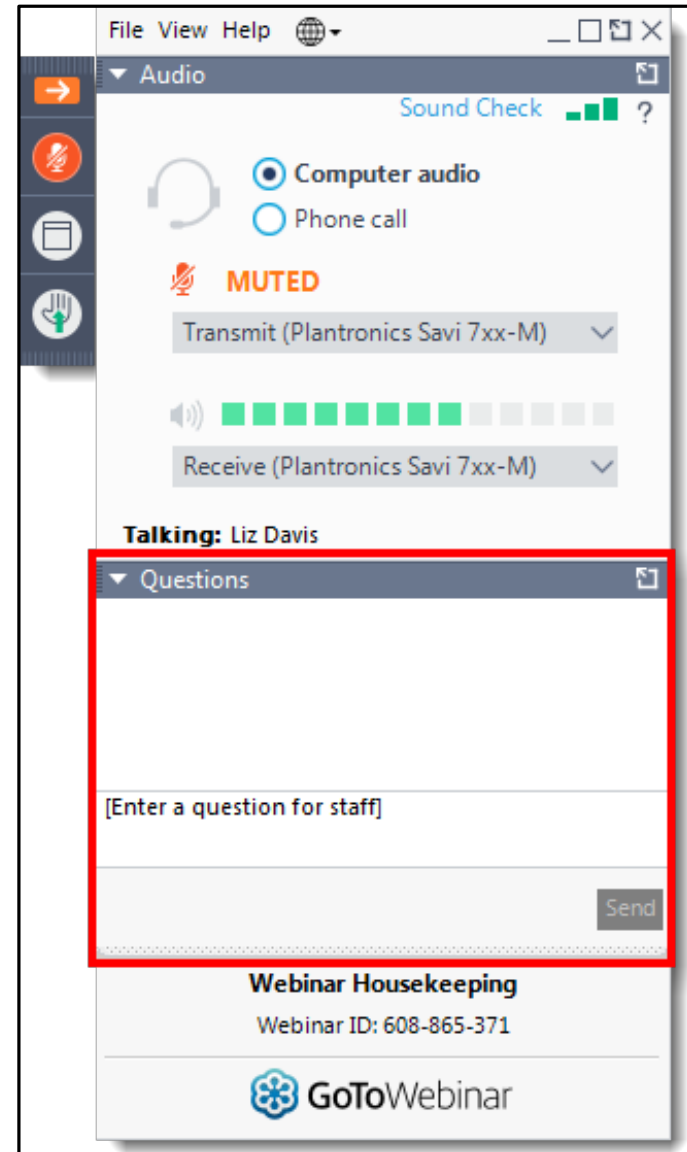 File View Help
Audio
Sound Check ?
Computer audio
Phone call
MUTED
Transmit (Plantronics Savi 7xx-M)
Receive (Plantronics Savi 7xx-M)
Talking: Liz Davis
Questions
[Enter a question for staff]
Send
Webinar Housekeeping
Webinar ID: 608-865-371
GoToWebinar